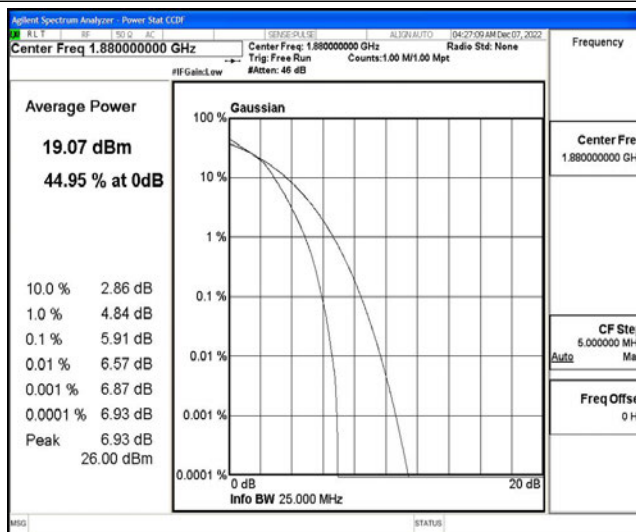 Agilent Spectrum Analyzer - Power Stat CCDF
RLT RF 50 Ω AC SENSE:PULSE ALIGN AUTO 04:27:09 AM Dec 07, 2022
Center Freq 1.880000000 GHz
Center Freq: 1.880000000 GHz Radio Std: None
Trig: Free Run Counts:1.00 M/1.00 Mpt
#IFGain:Low #Atten: 46 dB
Frequency
Average Power
19.07 dBm
44.95 % at 0dB
10.0 % 2.86 dB
1.0 % 4.84 dB
0.1 % 5.91 dB
0.01 % 6.57 dB
0.001 % 6.87 dB
0.0001 % 6.93 dB
Peak 6.93 dB
26.00 dBm
Gaussian
100 %
10 %
1 %
0.1 %
0.01 %
0.001 %
0.0001 %
0 dB 20 dB
Info BW 25.000 MHz
Center Fre
1.880000000 GH
CF Ste
5.000000 MH
Auto Ma
Freq Offse
0 H
MSG STATUS